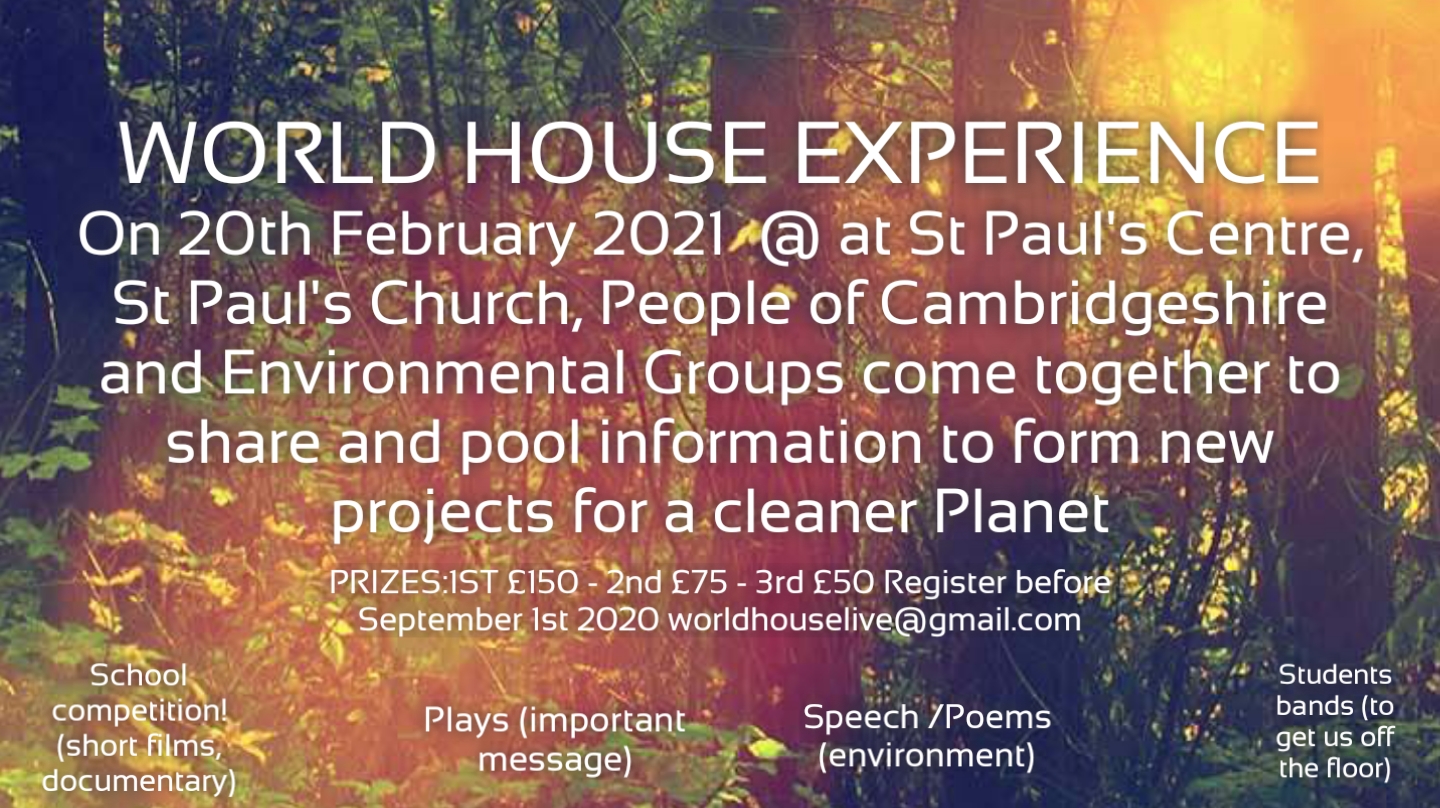 WORLD HOUSE EXPERIENCE
On 20th February 2021 @ at St Paul's Centre,
St Paul's Church, People of Cambridgeshire
and Environmental Groups come together to
share and pool information to form new
projects for a cleaner Planet
PRIZES:1ST £150 - 2nd £75 - 3rd £50 Register before
September 1st 2020 worldhouselive@gmail.com
School
competition!
(short films,
documentary)
Plays (important
message)
Speech /Poems
(environment)
Students
bands (to
get us off
the floor)